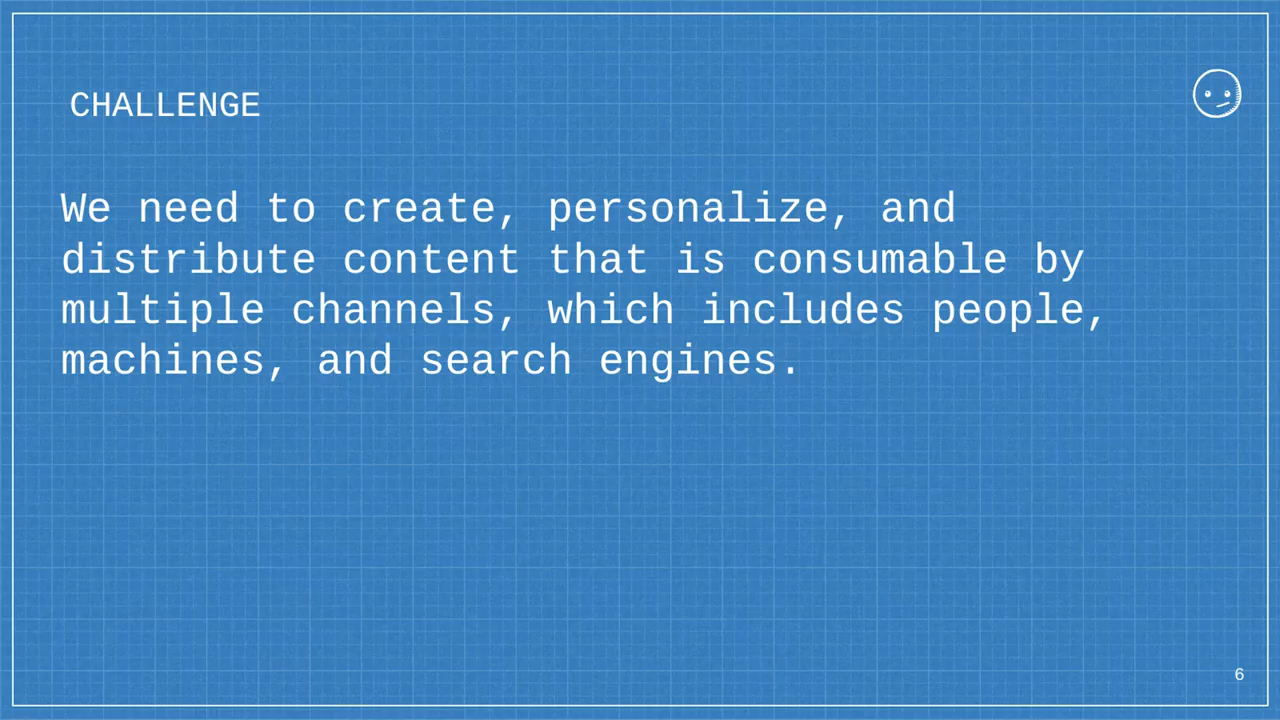 CHALLENGE
We need to create, personalize, and
distribute content that is consumable by
multiple channels, which includes people,
machines, and search engines.
6